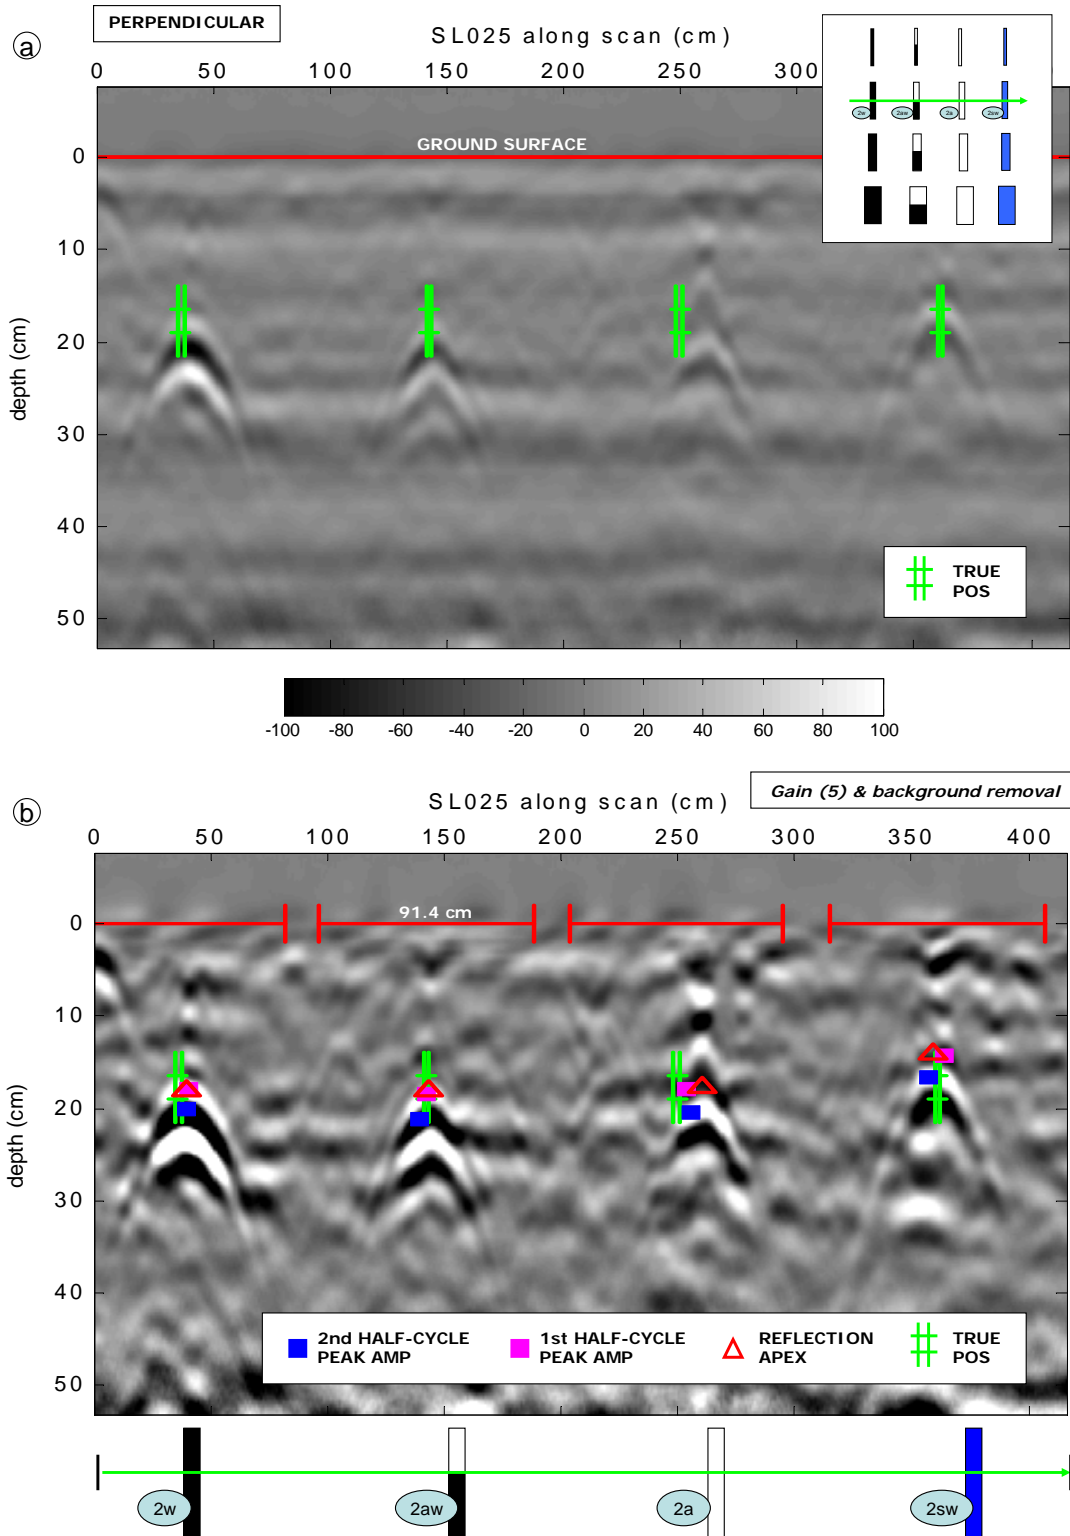 a
PERPENDICULAR
SL025 along scan (cm)
0 50 100 150 200 250 300
2w 2aw 2a 2sw
GROUND SURFACE
0
10
20
30
40
50
depth (cm)
TRUE
POS
-100 -80 -60 -40 -20 0 20 40 60 80 100
b
Gain (5) & background removal
SL025 along scan (cm)
0 50 100 150 200 250 300 350 400
91.4 cm
0
10
20
30
40
50
depth (cm)
2nd HALF-CYCLE
PEAK AMP
1st HALF-CYCLE
PEAK AMP
REFLECTION
APEX
TRUE
POS
2w 2aw 2a 2sw